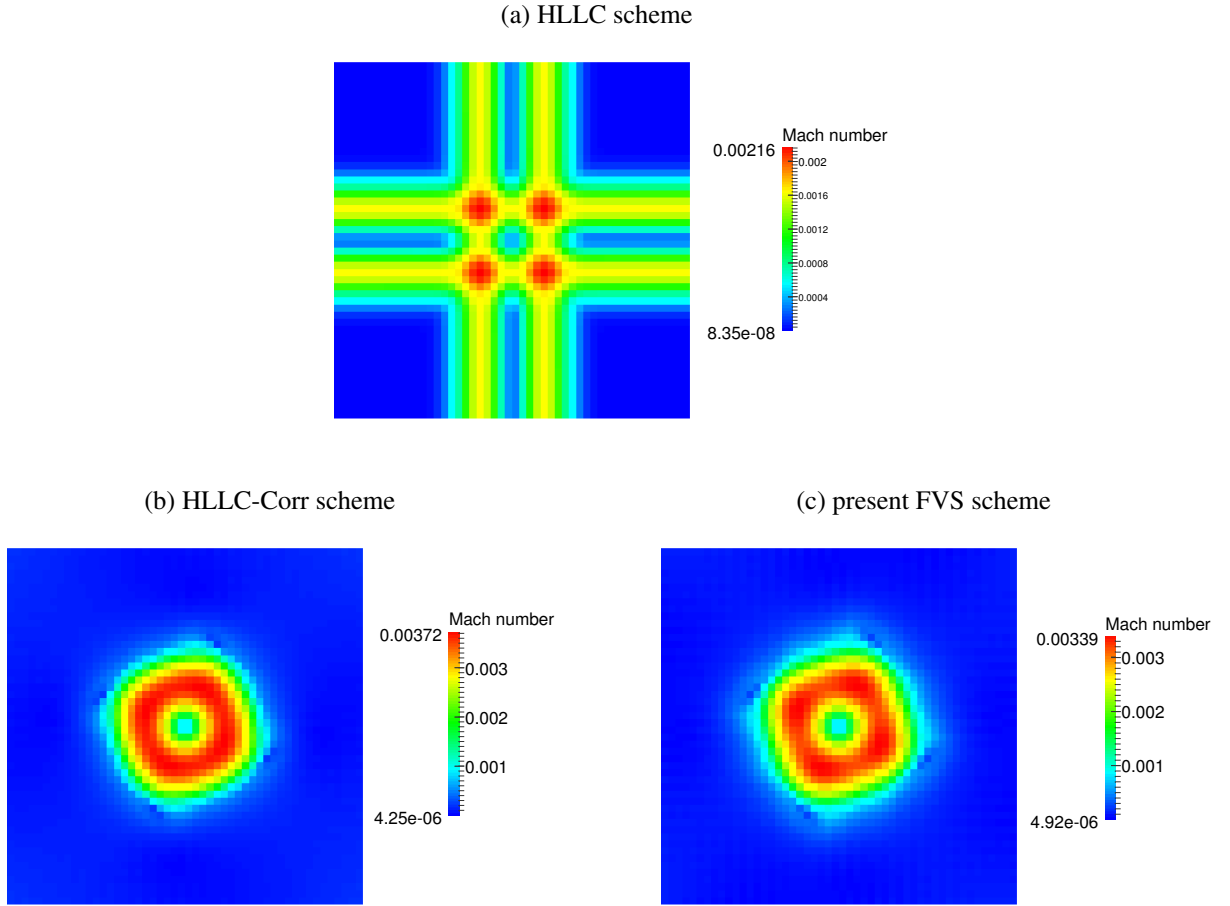 (a) HLLC scheme
Mach number
0.00216
0.002
0.0016
0.0012
0.0008
0.0004
8.35e-08
(b) HLLC-Corr scheme
Mach number
0.00372
0.003
0.002
0.001
4.25e-06
(c) present FVS scheme
Mach number
0.00339
0.003
0.002
0.001
4.92e-06